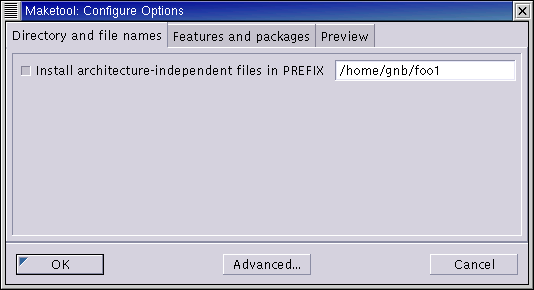 Maketool: Configure Options
Directory and file names Features and packages Preview
Install architecture-independent files in PREFIX /home/gnb/foo1
OK Advanced... Cancel